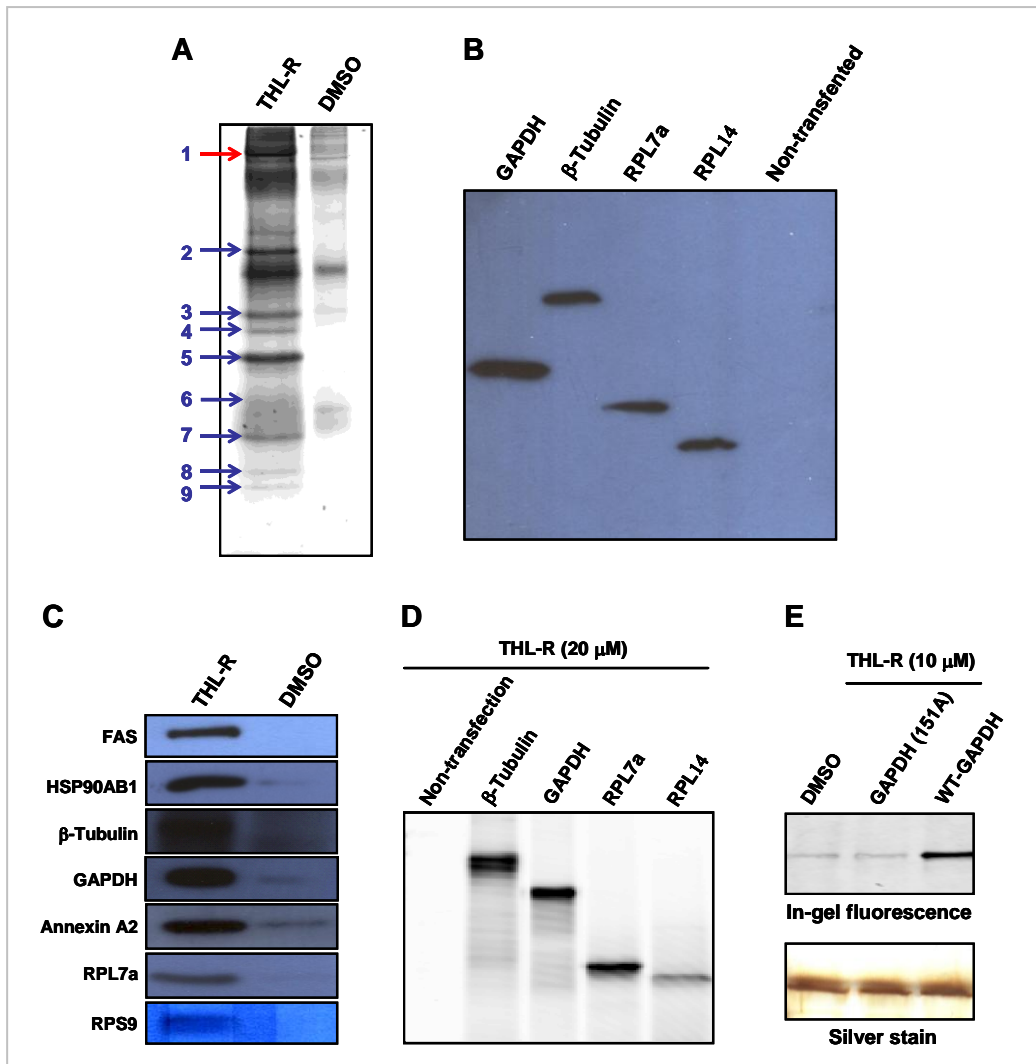 A
THL-R
DMSO
1
2
3
4
5
6
7
8
9
B
GAPDH
β-Tubulin
RPL7a
RPL14
Non-transfented
C
THL-R
DMSO
FAS
HSP90AB1
β-Tubulin
GAPDH
Annexin A2
RPL7a
RPS9
D
THL-R (20 μM)
Non-transfection
β-Tubulin
GAPDH
RPL7a
RPL14
E
THL-R (10 μM)
DMSO
GAPDH (151A)
WT-GAPDH
In-gel fluorescence
Silver stain